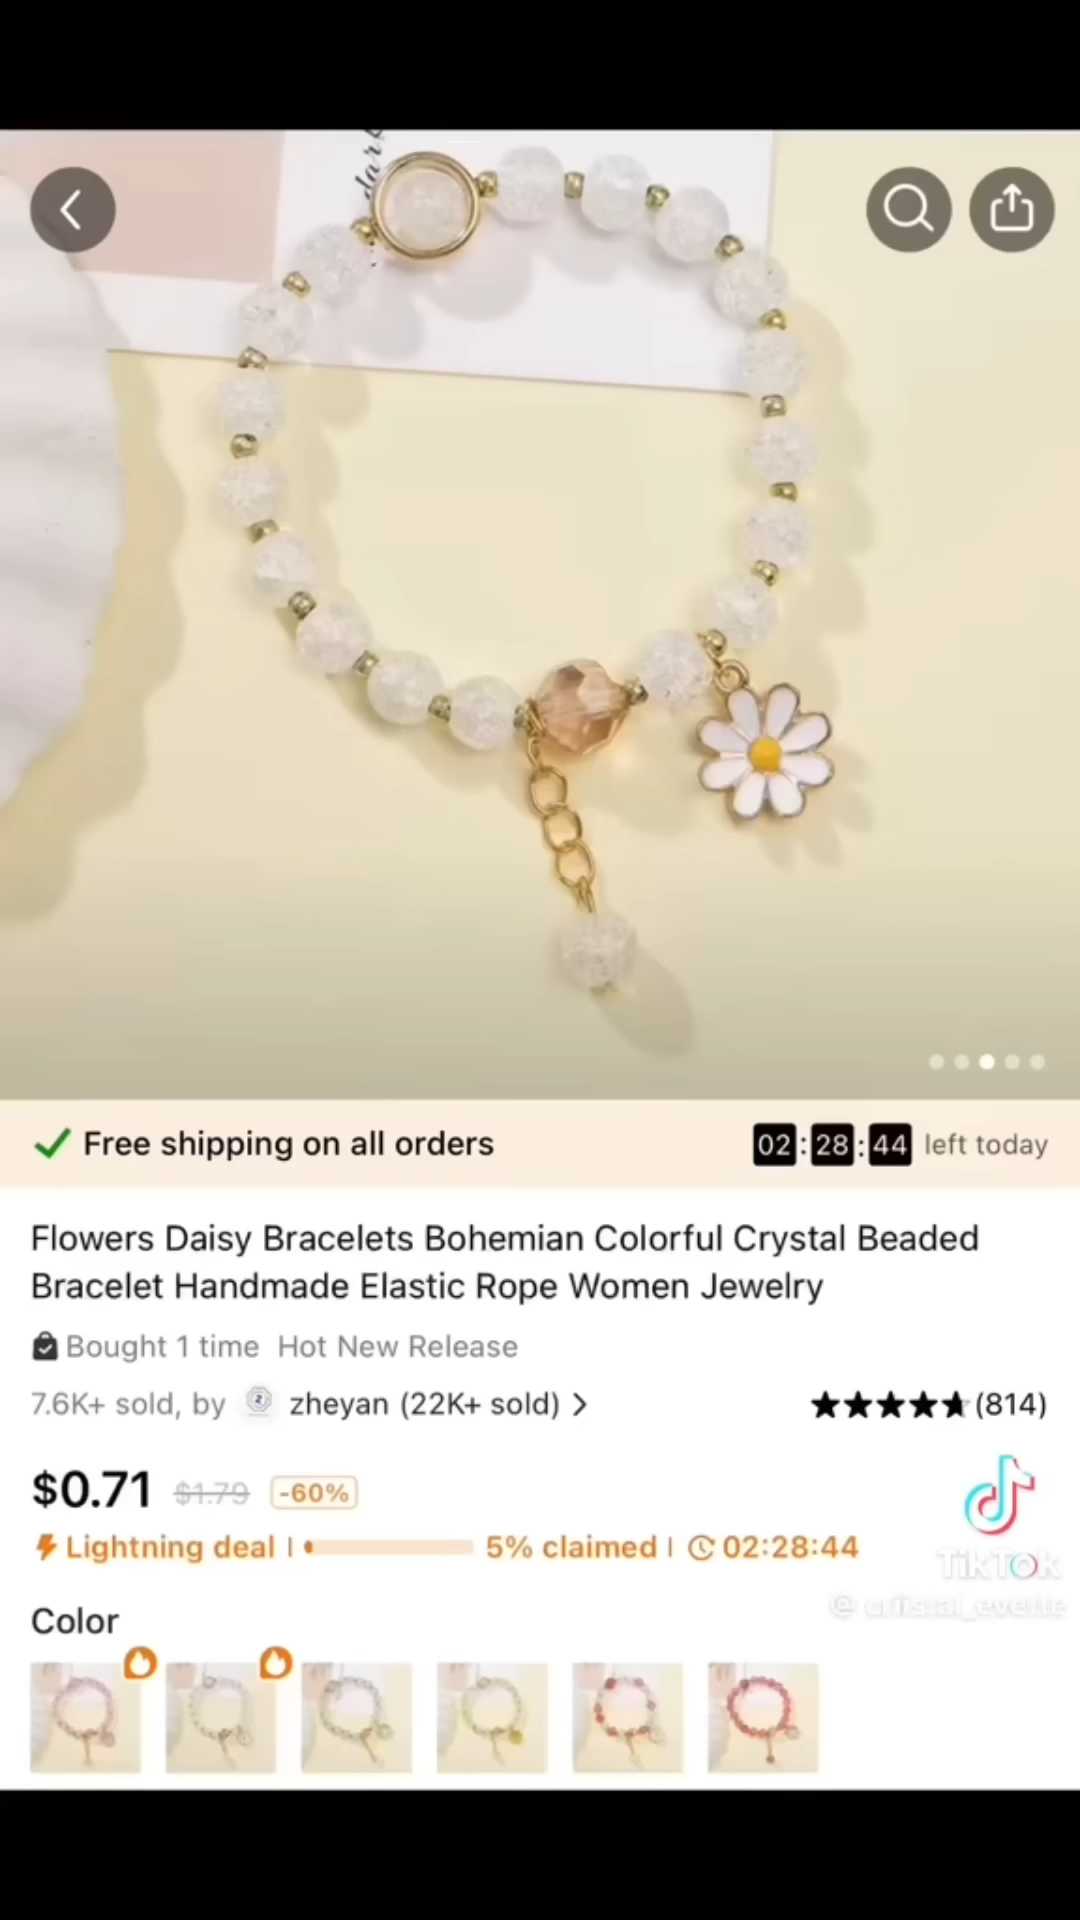 dark
Free shipping on all orders
02:28:44 left today
Flowers Daisy Bracelets Bohemian Colorful Crystal Beaded
Bracelet Handmade Elastic Rope Women Jewelry
Bought 1 time Hot New Release
7.6K+ sold, by zheyan (22K+ sold) >
(814)
$0.71 $1.79 -60%
Lightning deal | 5% claimed | 02:28:44
TikTok
@ criistal_evette
Color